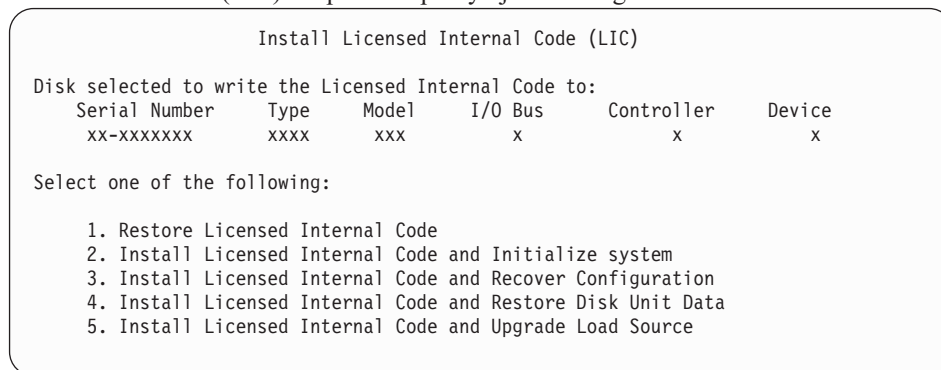 Install Licensed Internal Code (LIC)
Disk selected to write the Licensed Internal Code to:
Serial Number Type Model I/O Bus Controller Device
xx-xxxxxxx xxxx xxx x x x
Select one of the following:
1. Restore Licensed Internal Code
2. Install Licensed Internal Code and Initialize system
3. Install Licensed Internal Code and Recover Configuration
4. Install Licensed Internal Code and Restore Disk Unit Data
5. Install Licensed Internal Code and Upgrade Load Source